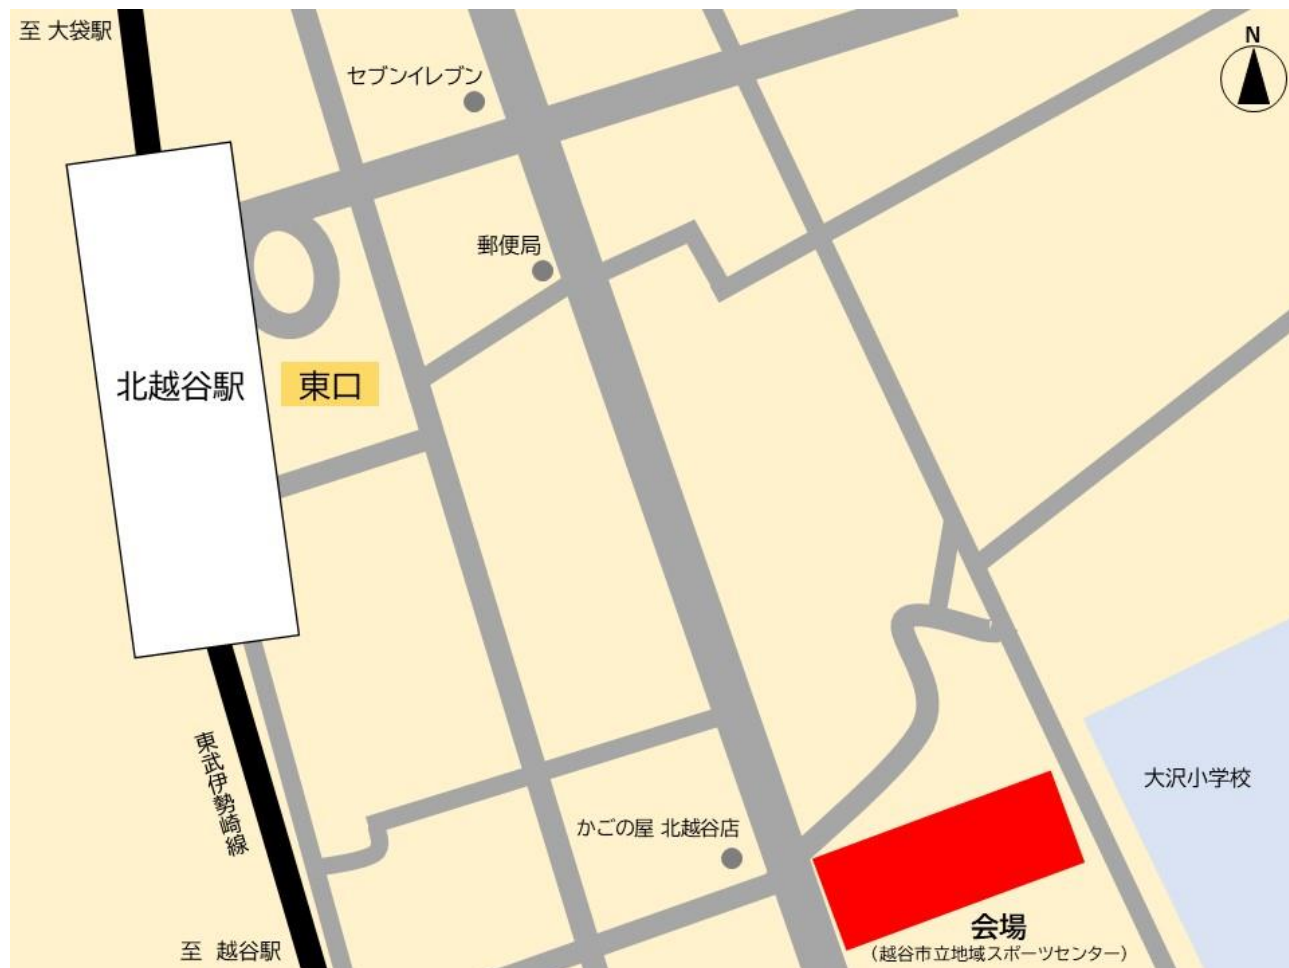 至 大袋駅
N
セブンイレブン
郵便局
北越谷駅
東口
東武伊勢崎線
大沢小学校
かごの屋 北越谷店
会場
（越谷市立地域スポーツセンター）
至 越谷駅